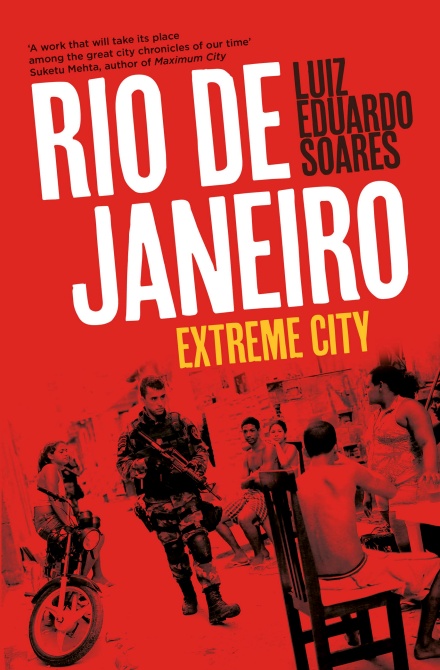 ‘A work that will take its place
among the great city chronicles of our time’
Suketu Mehta, author of Maximum City
RIO DE
JANEIRO
LUIZ
EDUARDO
SOARES
EXTREME CITY